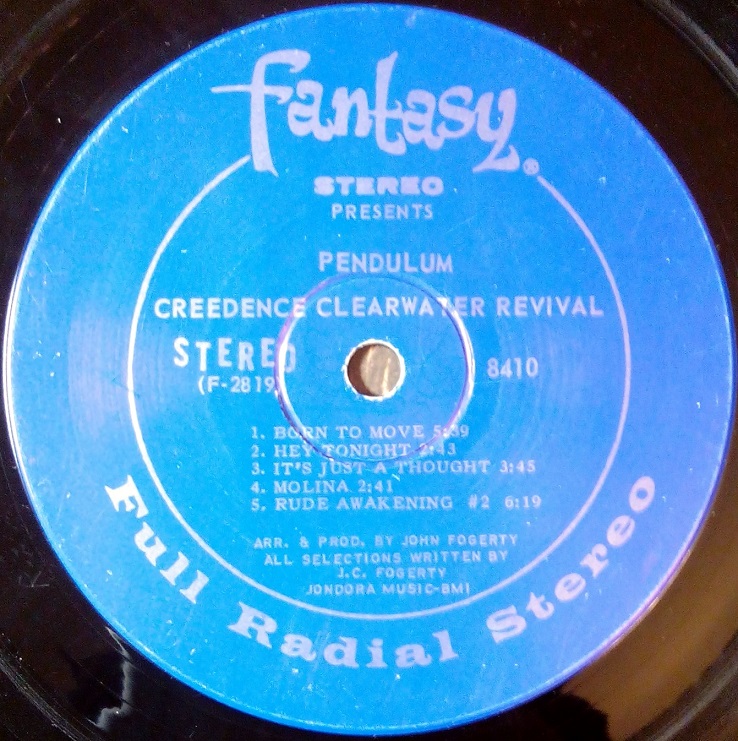 fantasy®
STEREO
PRESENTS
PENDULUM
CREEDENCE CLEARWATER REVIVAL
STEREO
(F-2819)
8410
1. BORN TO MOVE 5:39
2. HEY TONIGHT 2:43
3. IT'S JUST A THOUGHT 3:45
4. MOLINA 2:41
5. RUDE AWAKENING #2 6:19
ARR. & PROD. BY JOHN FOGERTY
ALL SELECTIONS WRITTEN BY
J.C. FOGERTY
JONDORA MUSIC-BMI
Full Radial Stereo